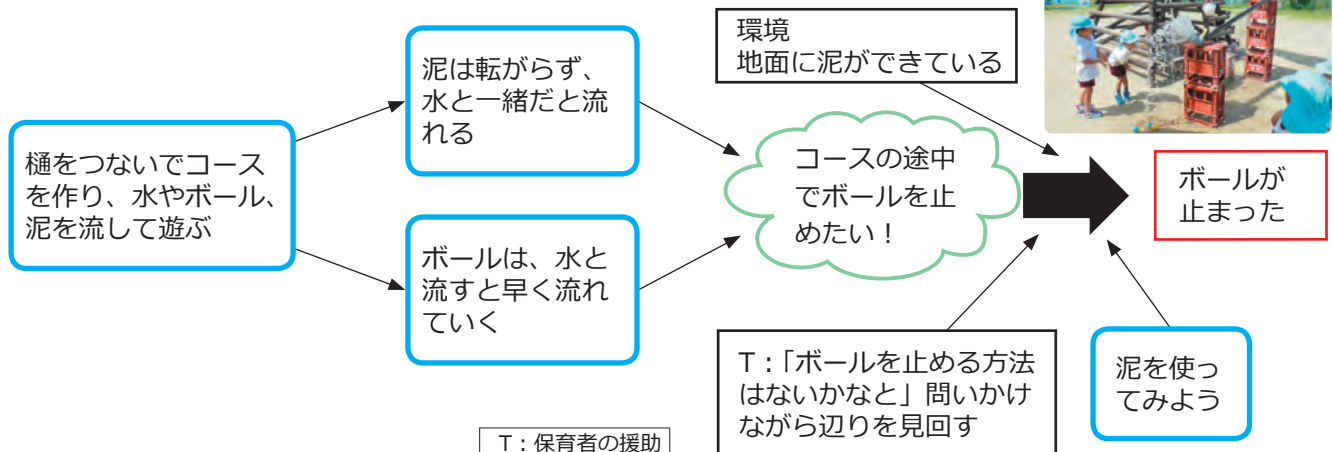 樋をつないでコース
を作り、水やボール、
泥を流して遊ぶ
泥は転がらず、
水と一緒だと流
れる
ボールは、水と
流すと早く流れ
ていく
コースの途中
でボールを止
めたい！
環境
地面に泥ができている
T：「ボールを止める方法
はないかなと」問いかけ
ながら辺りを見回す
泥を使っ
てみよう
ボールが
止まった
T：保育者の援助